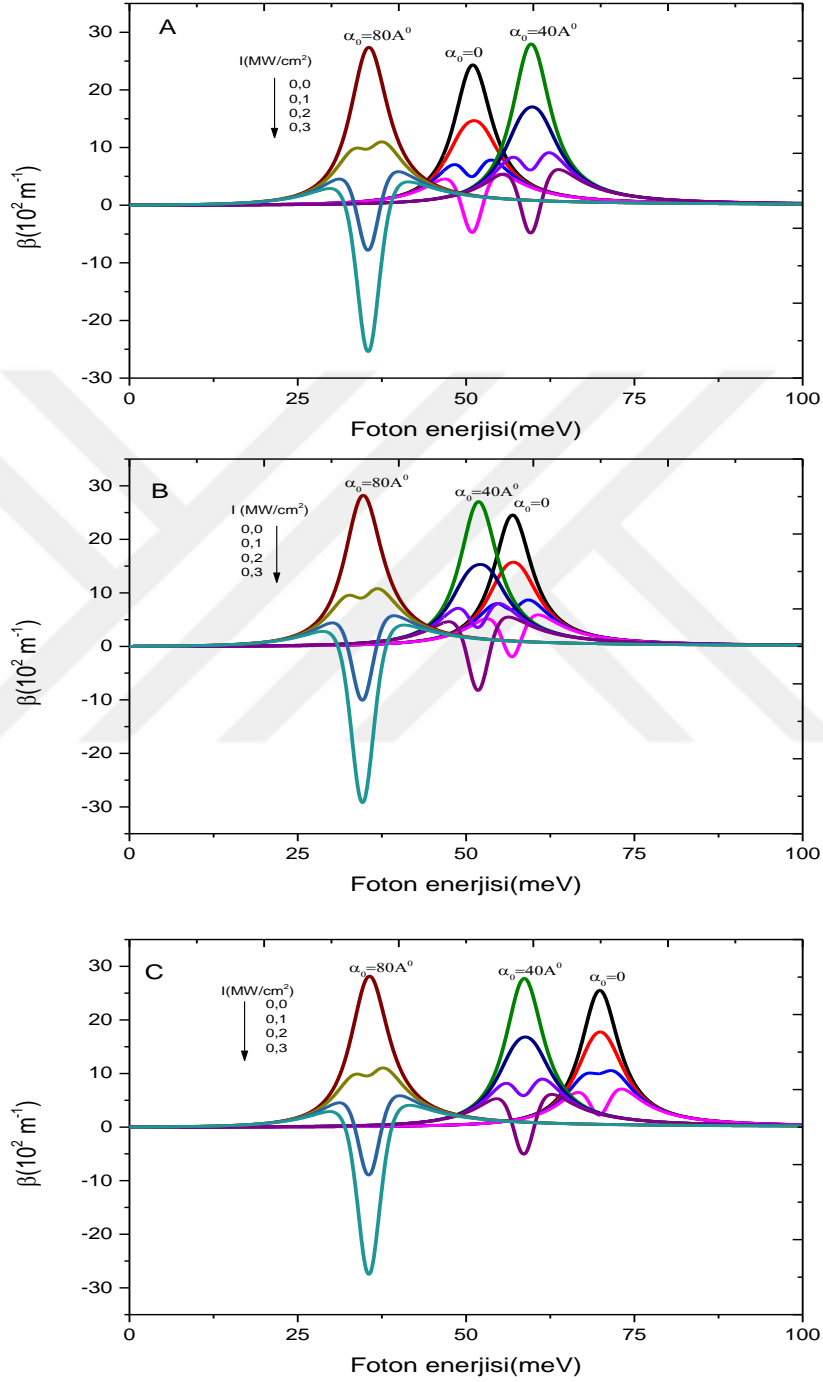 A
α₀=80A⁰
α₀=0
α₀=40A⁰
I(MW/cm²)
0,0
0,1
0,2
0,3
30
20
10
0
-10
-20
-30
β(10² m⁻¹)
0
25
50
75
100
Foton enerjisi(meV)
B
α₀=80A⁰
α₀=40A⁰
α₀=0
I (MW/cm²)
0,0
0,1
0,2
0,3
30
20
10
0
-10
-20
-30
β(10² m⁻¹)
0
25
50
75
100
Foton enerjisi(meV)
C
α₀=80A⁰
α₀=40A⁰
α₀=0
I(MW/cm²)
0,0
0,1
0,2
0,3
30
20
10
0
-10
-20
-30
β(10² m⁻¹)
0
25
50
75
100
Foton enerjisi(meV)